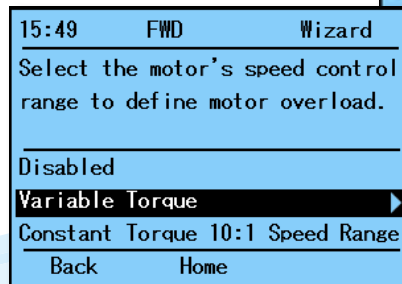 15:49 FWD Wizard
Select the motor's speed control
range to define motor overload.
Disabled
Variable Torque
Constant Torque 10:1 Speed Range
Back Home